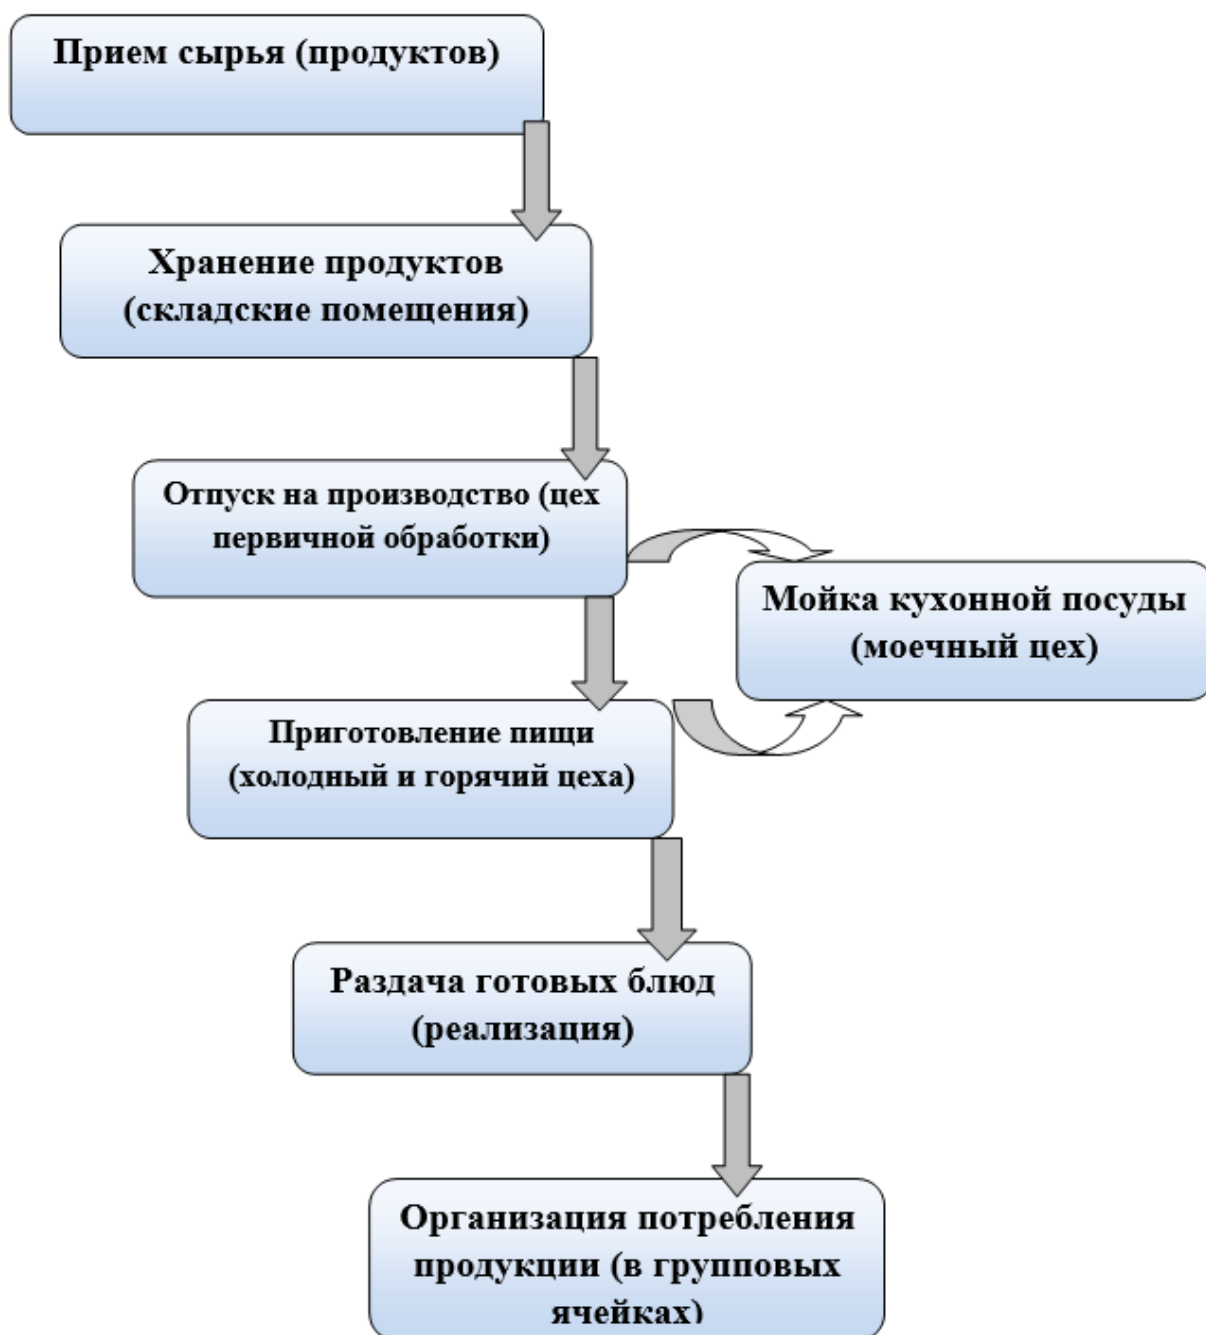 Прием сырья (продуктов)
Хранение продуктов
(складские помещения)
Отпуск на производство (цех
первичной обработки)
Мойка кухонной посуды
(моечный цех)
Приготовление пищи
(холодный и горячий цеха)
Раздача готовых блюд
(реализация)
Организация потребления
продукции (в групповых
ячейках)